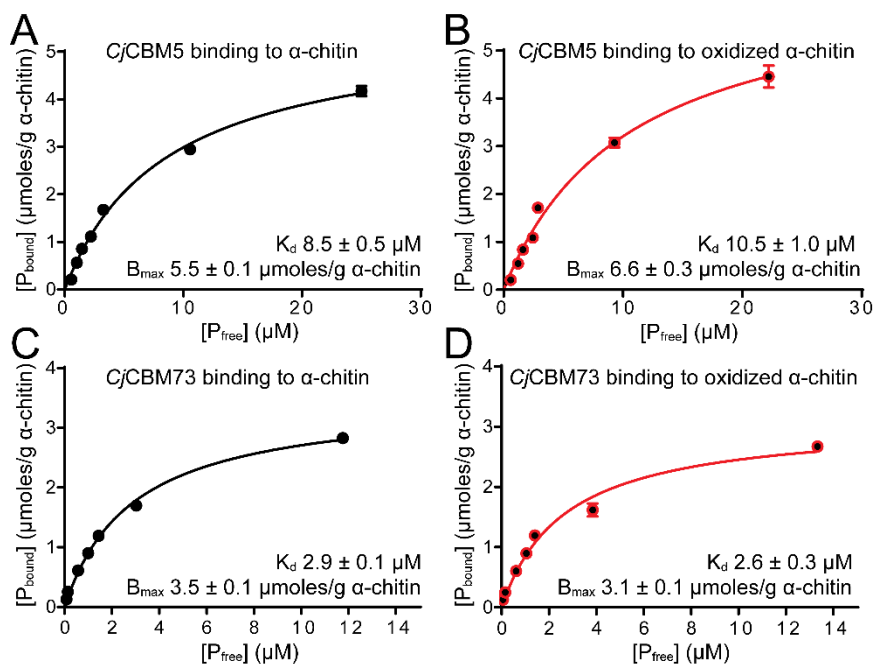 A
CjCBM5 binding to α-chitin
[Pbound] (µmoles/g α-chitin)
5
4
3
2
1
0
Kd 8.5 ± 0.5 µM
Bmax 5.5 ± 0.1 µmoles/g α-chitin
0 10 20 30
[Pfree] (µM)
B
CjCBM5 binding to oxidized α-chitin
[Pbound] (µmoles/g α-chitin)
5
4
3
2
1
0
Kd 10.5 ± 1.0 µM
Bmax 6.6 ± 0.3 µmoles/g α-chitin
0 10 20 30
[Pfree] (µM)
C
CjCBM73 binding to α-chitin
[Pbound] (µmoles/g α-chitin)
4
3
2
1
0
Kd 2.9 ± 0.1 µM
Bmax 3.5 ± 0.1 µmoles/g α-chitin
0 2 4 6 8 10 12 14
[Pfree] (µM)
D
CjCBM73 binding to oxidized α-chitin
[Pbound] (µmoles/g α-chitin)
4
3
2
1
0
Kd 2.6 ± 0.3 µM
Bmax 3.1 ± 0.1 µmoles/g α-chitin
0 2 4 6 8 10 12 14
[Pfree] (µM)